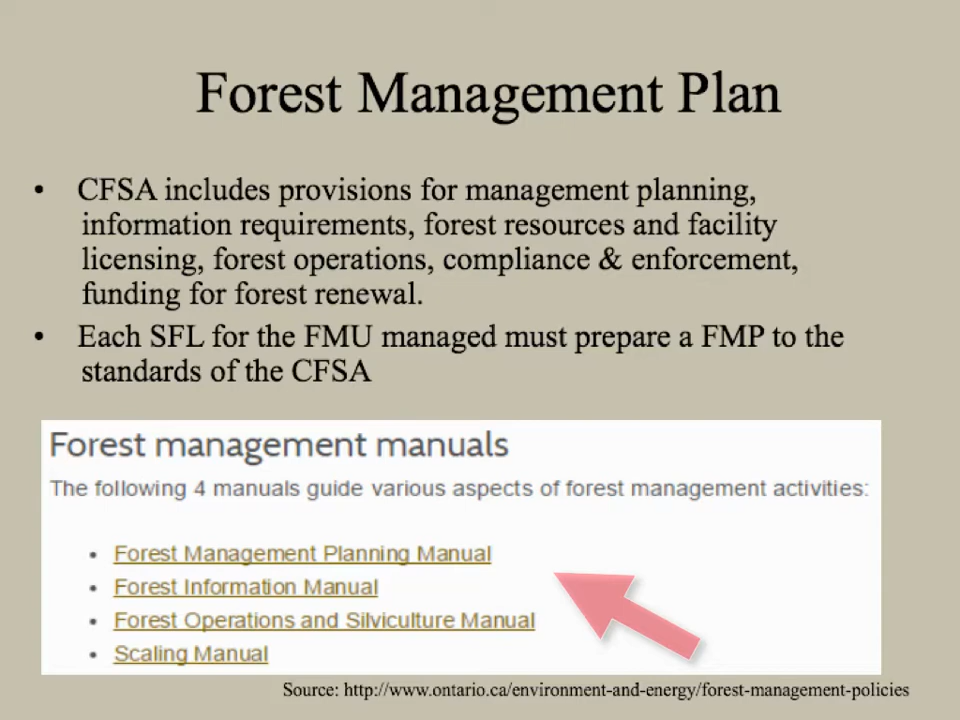 Forest Management Plan
• CFSA includes provisions for management planning,
information requirements, forest resources and facility
licensing, forest operations, compliance & enforcement,
funding for forest renewal.
• Each SFL for the FMU managed must prepare a FMP to the
standards of the CFSA
Forest management manuals
The following 4 manuals guide various aspects of forest management activities:
• Forest Management Planning Manual
• Forest Information Manual
• Forest Operations and Silviculture Manual
• Scaling Manual
Source: http://www.ontario.ca/environment-and-energy/forest-management-policies